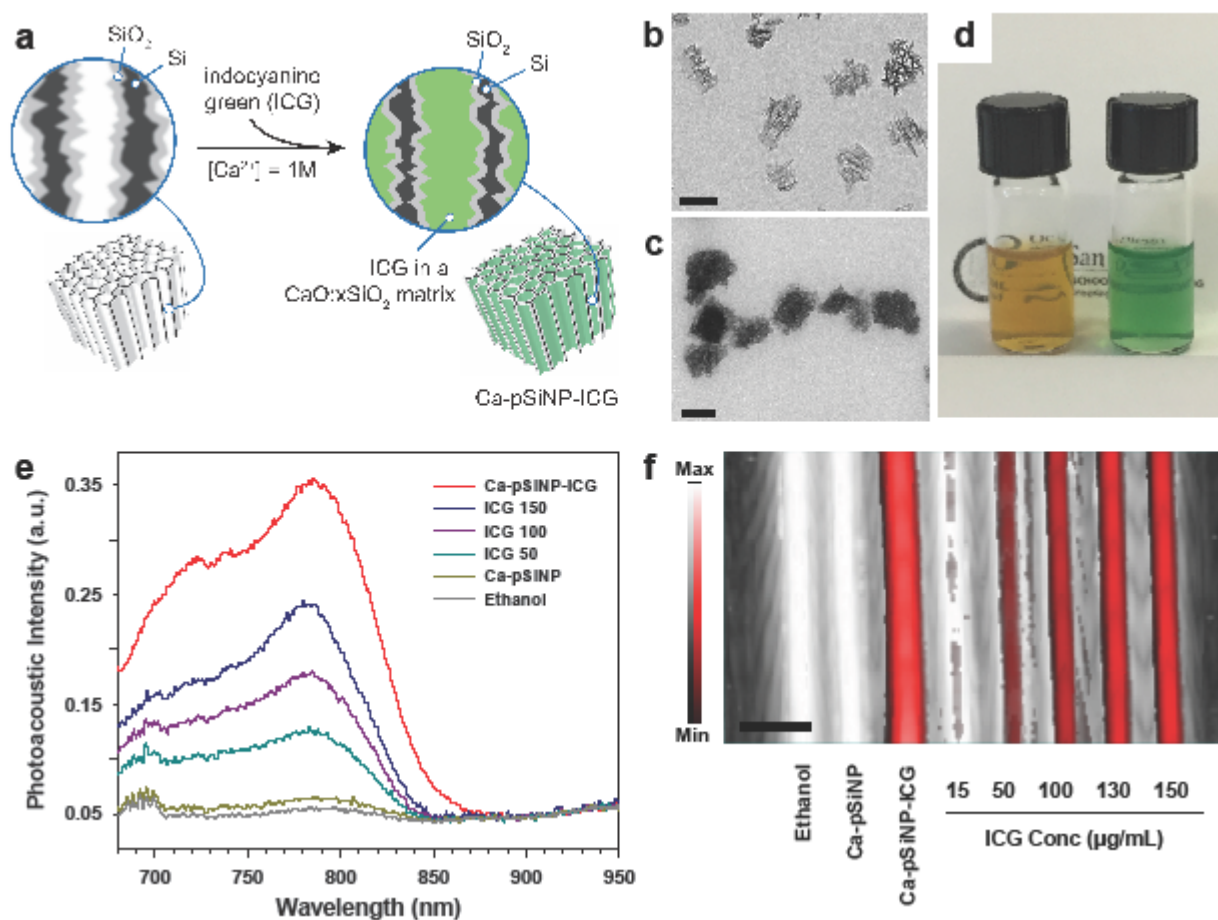 a
SiO₂
Si
indocyanine
green (ICG)
[Ca²⁺] = 1M
SiO₂
Si
ICG in a
CaO:xSiO₂ matrix
Ca-pSiNP-ICG
b
c
d
San
e
Photoacoustic Intensity (a.u.)
0.35
0.25
0.15
0.05
Ca-pSiNP-ICG
ICG 150
ICG 100
ICG 50
Ca-pSiNP
Ethanol
700 750 800 850 900 950
Wavelength (nm)
f
Max
Min
Ethanol
Ca-pSiNP
Ca-pSiNP-ICG
15 50 100 130 150
ICG Conc (µg/mL)